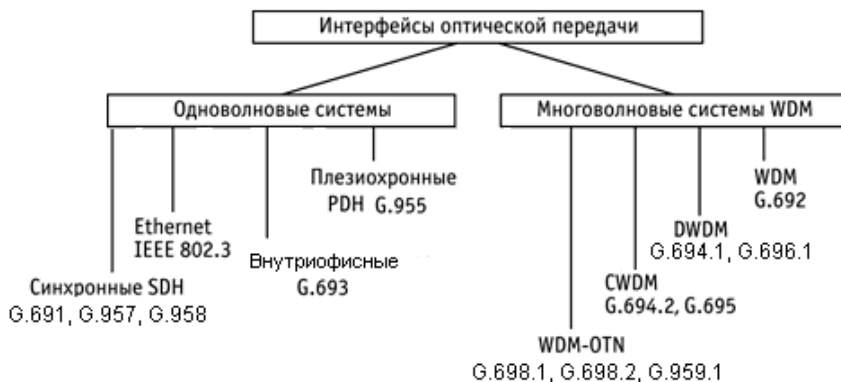 Интерфейсы оптической передачи
Одноволновые системы
Многоволновые системы WDM
Плезиохронные
PDH G.955
WDM
G.692
Ethernet
IEEE 802.3
DWDM
G.694.1, G.696.1
Внутриофисные
G.693
Синхронные SDH
G.691, G.957, G.958
CWDM
G.694.2, G.695
WDM-OTN
G.698.1, G.698.2, G.959.1